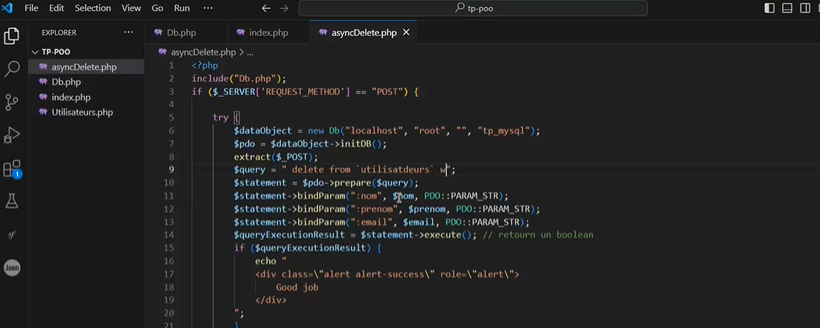 File Edit Selection View Go Run ··· tp-poo
EXPLORER ···
Db.php index.php asyncDelete.php
TP-POO
asyncDelete.php > ...
asyncDelete.php
Db.php
index.php
Utilisateurs.php
1 <?php
2 include("Db.php");
3 if ($_SERVER['REQUEST_METHOD'] == "POST") {
4
5 try {
6 $dataObject = new Db("localhost", "root", "", "tp_mysql");
7 $pdo = $dataObject->initDB();
8 extract($_POST);
9 $query = " delete from `utilisatdeurs` w";
10 $statement = $pdo->prepare($query);
11 $statement->bindParam(":nom", $nom, PDO::PARAM_STR);
12 $statement->bindParam(":prenom", $prenom, PDO::PARAM_STR);
13 $statement->bindParam(":email", $email, PDO::PARAM_STR);
14 $queryExecutionResult = $statement->execute(); // retourn un boolean
15 if ($queryExecutionResult) {
16 echo "
17 <div class=\"alert alert-success\" role=\"alert\">
18 Good job
19 </div>
20 ";
21 }
1
Json